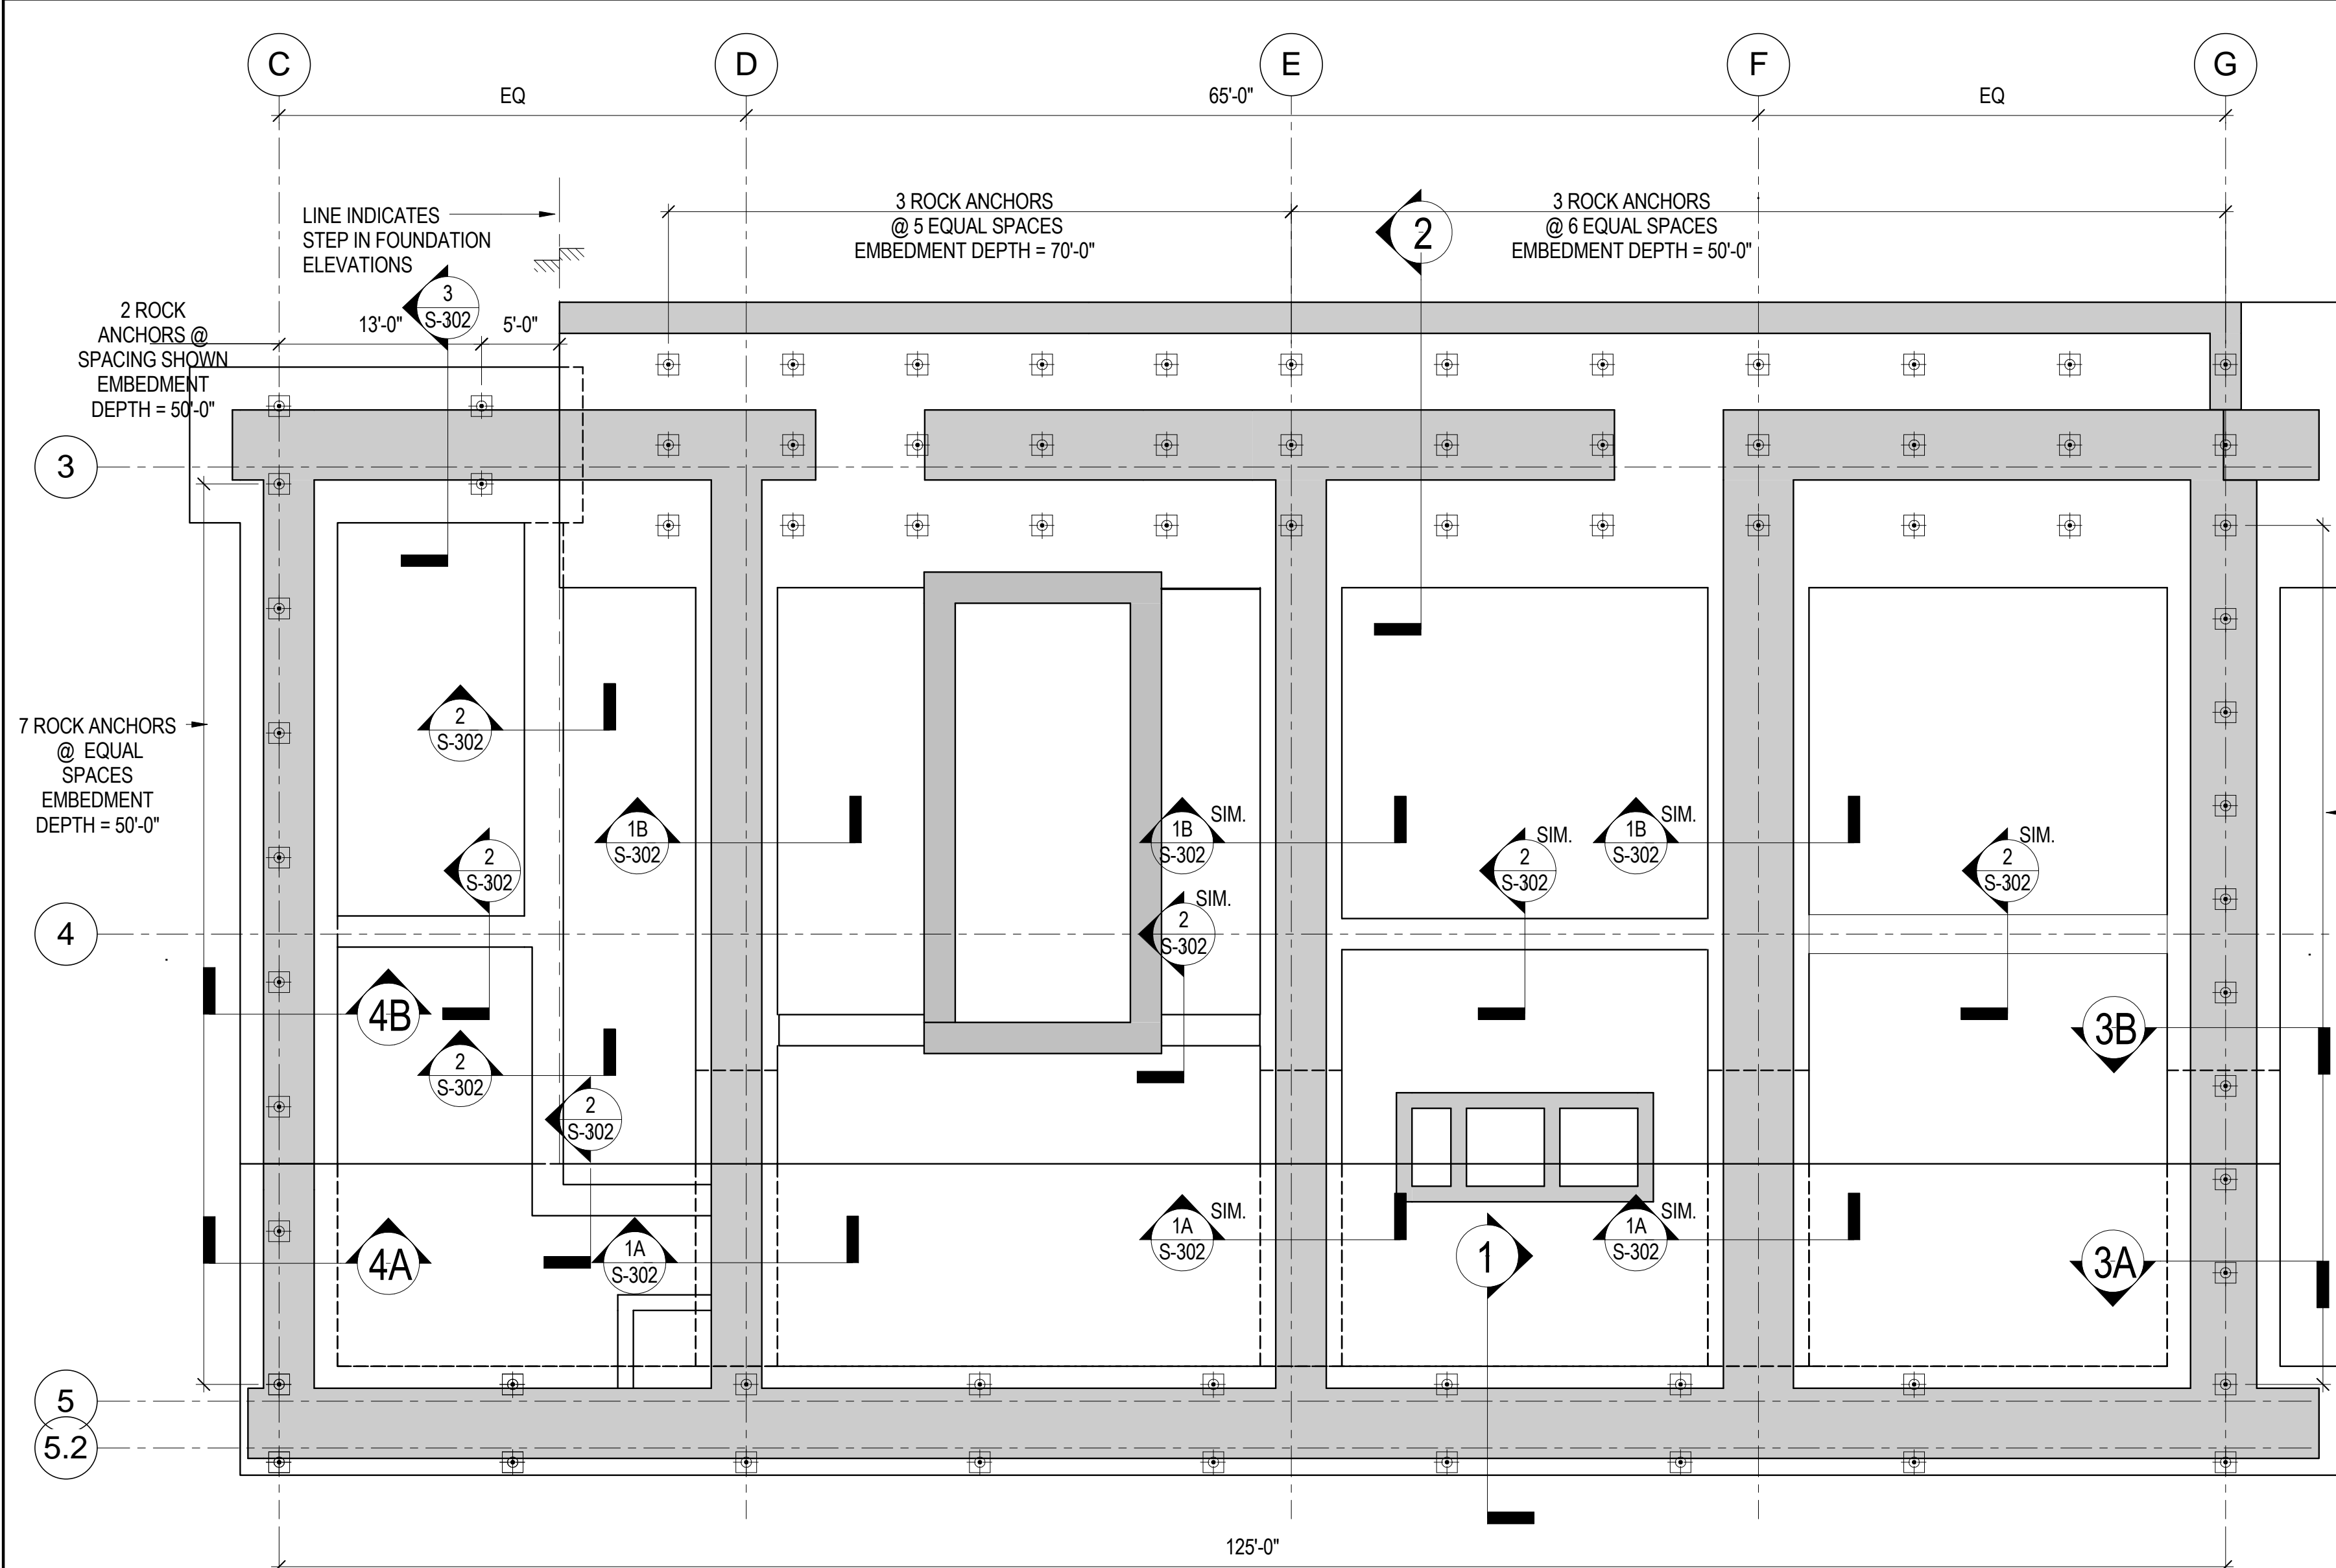 C
D
E
F
G
EQ
65'-0"
EQ
LINE INDICATES
STEP IN FOUNDATION
ELEVATIONS
3 ROCK ANCHORS
@ 5 EQUAL SPACES
EMBEDMENT DEPTH = 70'-0"
3 ROCK ANCHORS
@ 6 EQUAL SPACES
EMBEDMENT DEPTH = 50'-0"
2
3
S-302
13'-0"
5'-0"
2 ROCK
ANCHORS @
SPACING SHOWN
EMBEDMENT
DEPTH = 50'-0"
3
7 ROCK ANCHORS
@ EQUAL
SPACES
EMBEDMENT
DEPTH = 50'-0"
2
S-302
1B
S-302
1B
S-302
SIM.
1B
S-302
SIM.
2
S-302
2
S-302
SIM.
2
S-302
SIM.
2
S-302
SIM.
4
4B
3B
2
S-302
2
S-302
4A
1A
S-302
1A
S-302
SIM.
1A
S-302
SIM.
1
3A
5
5.2
125'-0"